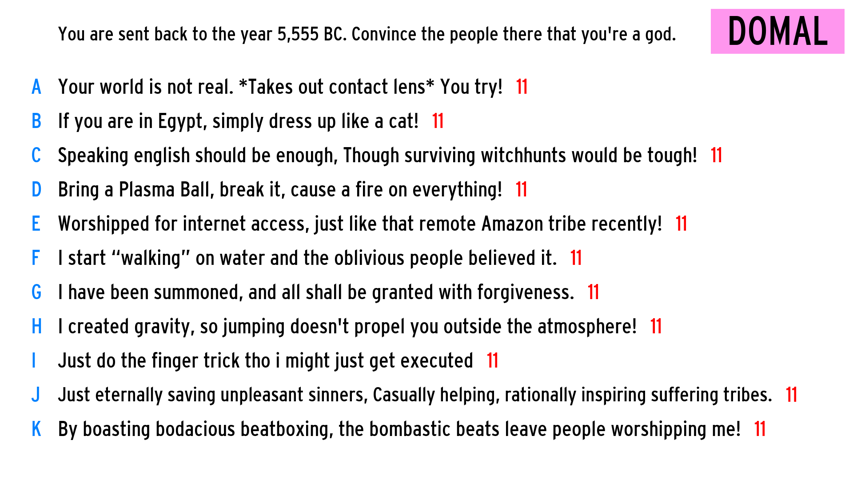 You are sent back to the year 5,555 BC. Convince the people there that you're a god.
DOMAL
A Your world is not real. *Takes out contact lens* You try! 11
B If you are in Egypt, simply dress up like a cat! 11
C Speaking english should be enough, Though surviving witchhunts would be tough! 11
D Bring a Plasma Ball, break it, cause a fire on everything! 11
E Worshipped for internet access, just like that remote Amazon tribe recently! 11
F I start “walking” on water and the oblivious people believed it. 11
G I have been summoned, and all shall be granted with forgiveness. 11
H I created gravity, so jumping doesn't propel you outside the atmosphere! 11
I Just do the finger trick tho i might just get executed 11
J Just eternally saving unpleasant sinners, Casually helping, rationally inspiring suffering tribes. 11
K By boasting bodacious beatboxing, the bombastic beats leave people worshipping me! 11